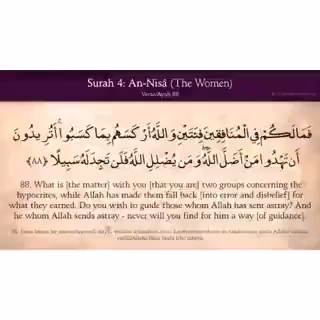 Surah 4: An-Nisâ (The Women)
فَمَا لَكُمْ فِي الْمُنَافِقِينَ فِئَتَيْنِ وَاللَّهُ أَرْكَسَهُم بِمَا كَسَبُوا ۚ أَتُرِيدُونَ
أَن تَهْدُوا مَنْ أَضَلَّ اللَّهُ ۖ وَمَن يُضْلِلِ اللَّهُ فَلَن تَجِدَ لَهُ سَبِيلًا ﴿٨٨﴾
88. What is [the matter] with you [that you are] two groups concerning the
hypocrites, while Allah has made them fall back [into error and disbelief] for
what they earned. Do you wish to guide those whom Allah has sent astray? And
he whom Allah sends astray - never will you find for him a way [of guidance].